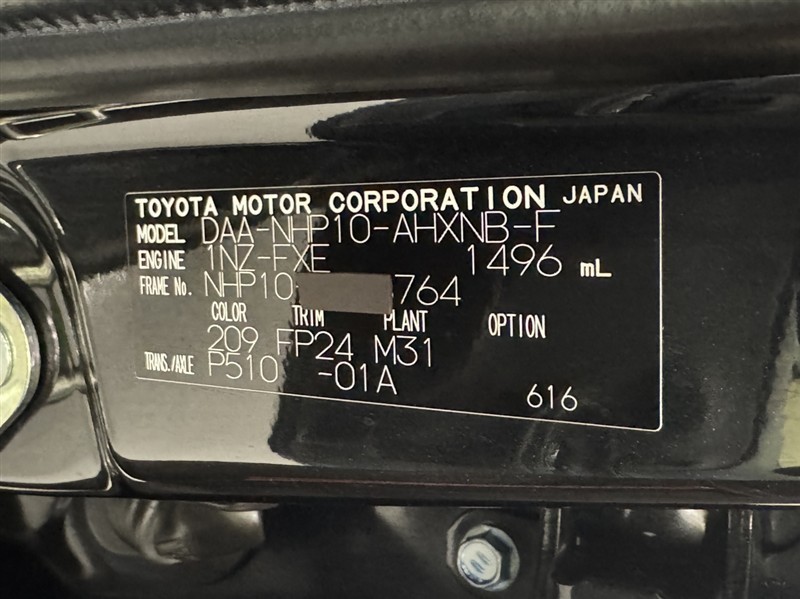 TOYOTA MOTOR CORPORATION JAPAN
MODEL DAA-NHP10-AHXNB-F
ENGINE 1NZ-FXE 1496 mL
FRAME No. NHP10 764
COLOR TRIM PLANT OPTION
209 FP24 M31
TRANS./AXLE P510 -01A
616